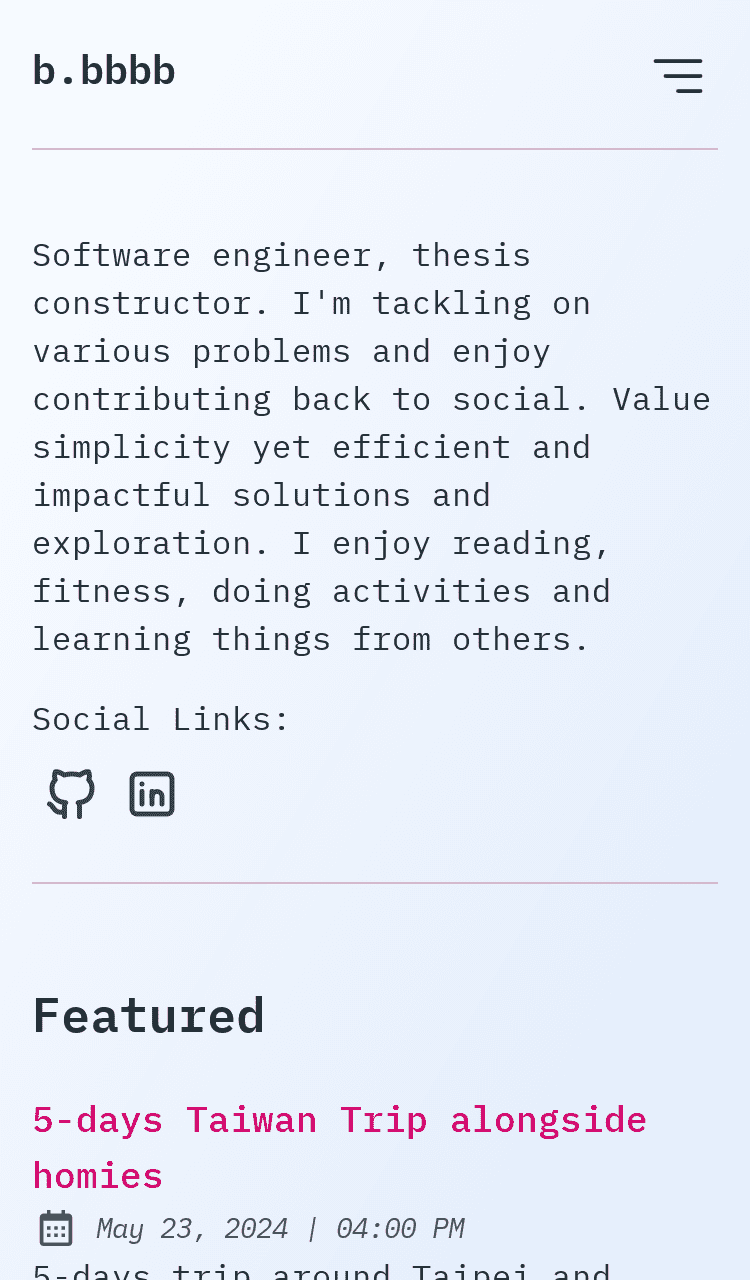 b.bbbb
Software engineer, thesis
constructor. I'm tackling on
various problems and enjoy
contributing back to social. Value
simplicity yet efficient and
impactful solutions and
exploration. I enjoy reading,
fitness, doing activities and
learning things from others.
Social Links:
in
Featured
5-days Taiwan Trip alongside
homies
May 23, 2024 | 04:00 PM
5-days trip around Taipei and